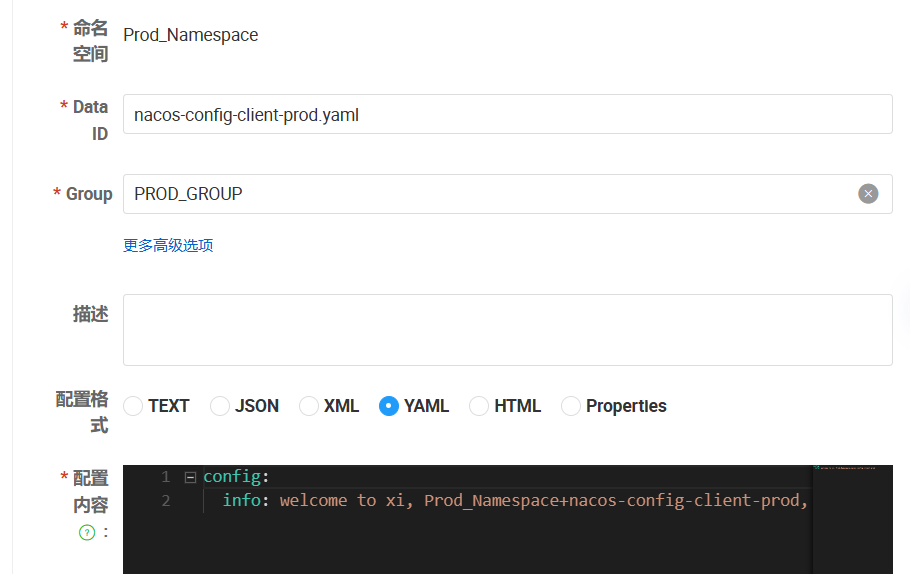 * 命名
空间
Prod_Namespace
* Data
ID
nacos-config-client-prod.yaml
* Group
PROD_GROUP
更多高级选项
描述
配置格
式
TEXT JSON XML YAML HTML Properties
* 配置
内容
? :
1 config:
2 info: welcome to xi, Prod_Namespace+nacos-config-client-prod,